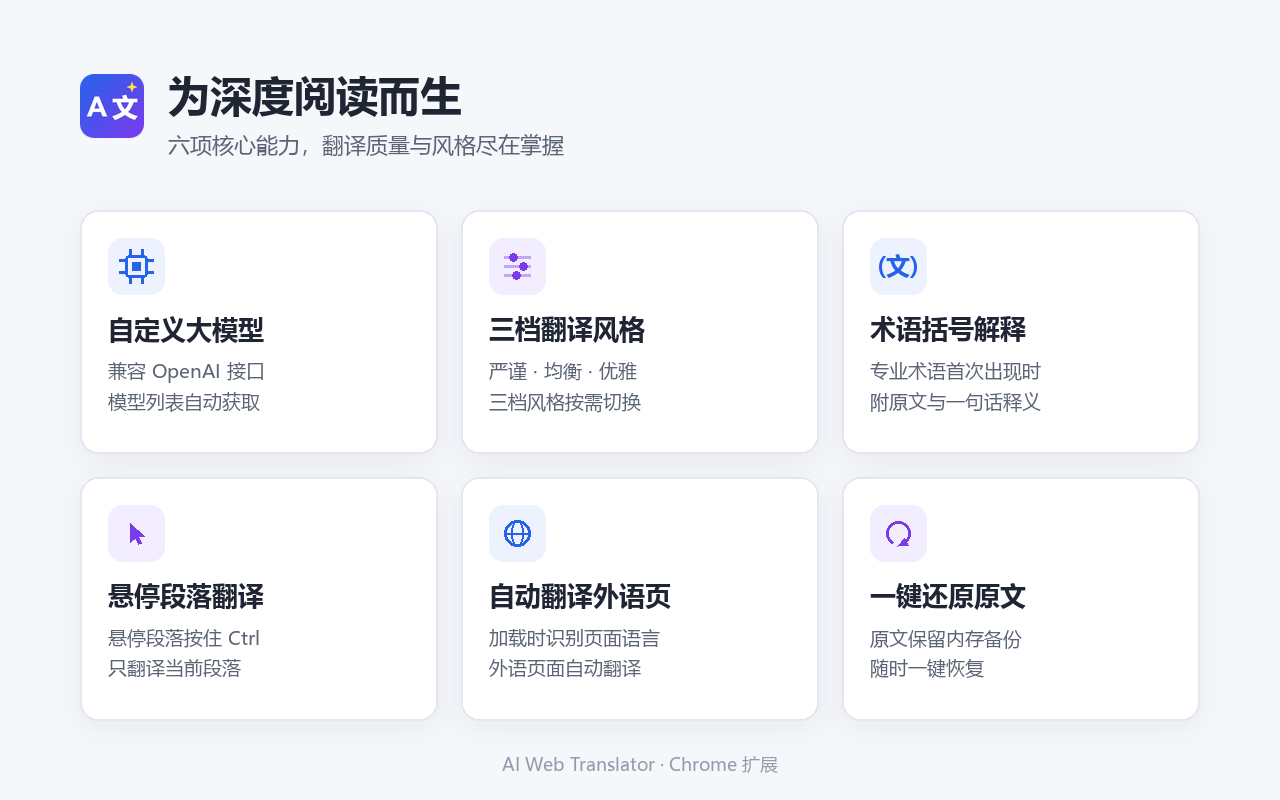 A文
为深度阅读而生
六项核心能力，翻译质量与风格尽在掌握
自定义大模型
兼容 OpenAI 接口
模型列表自动获取
三档翻译风格
严谨 · 均衡 · 优雅
三档风格按需切换
(文)
术语括号解释
专业术语首次出现时
附原文与一句话释义
悬停段落翻译
悬停段落按住 Ctrl
只翻译当前段落
自动翻译外语页
加载时识别页面语言
外语页面自动翻译
一键还原原文
原文保留内存备份
随时一键恢复
AI Web Translator · Chrome 扩展